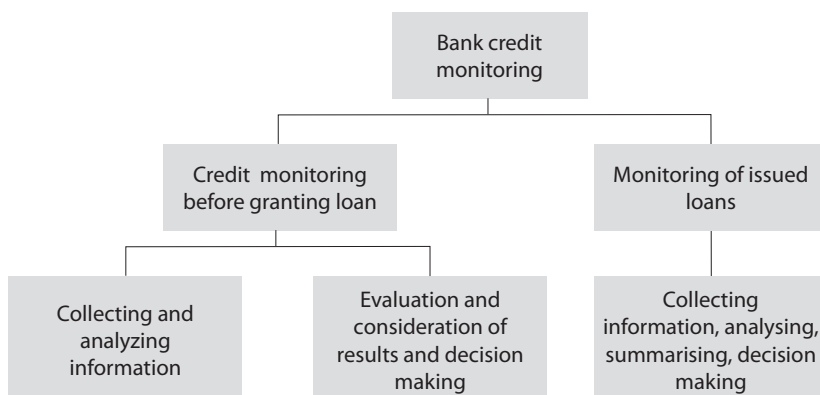 Bank credit
monitoring
Credit monitoring
before granting loan
Monitoring of issued
loans
Collecting and
analyzing
information
Evaluation and
consideration of
results and decision
making
Collecting
information, analysing,
summarising, decision
making